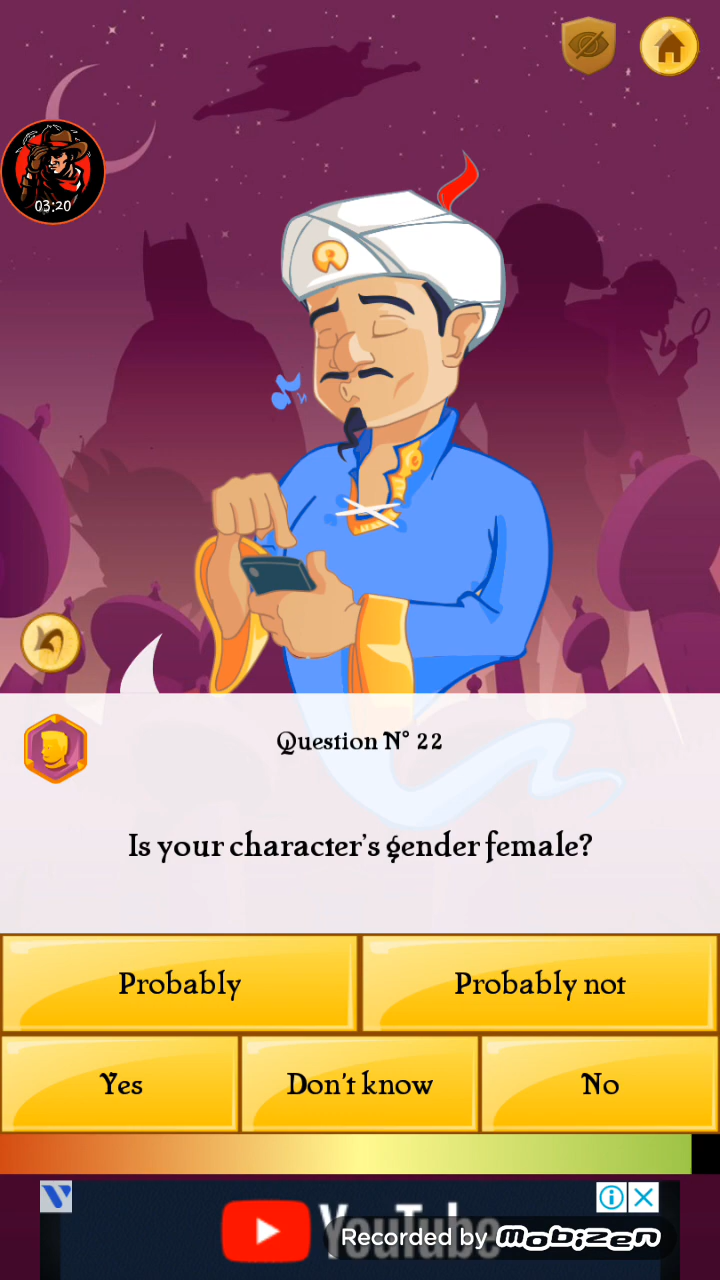 03:20
Question N° 22
Is your character's gender female?
Probably
Probably not
Yes
Don't know
No
YouTube
Recorded by mobizen